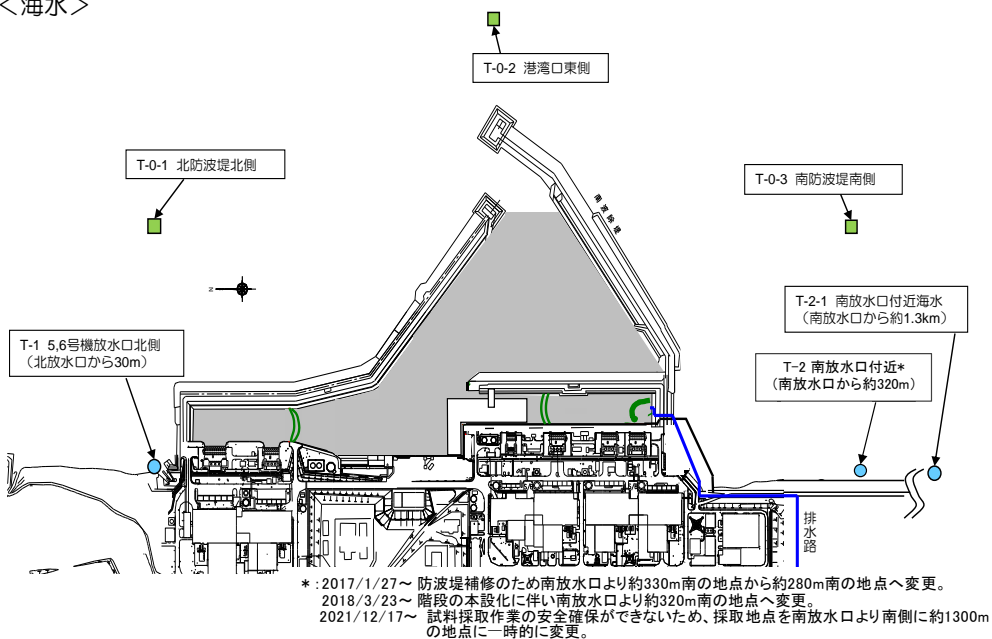 ＜海水＞
T-0-2 港湾口東側
T-0-1 北防波堤北側
T-0-3 南防波堤南側
南波除堤
N
T-2-1 南放水口付近海水
（南放水口から約1.3km）
T-1 5,6号機放水口北側
（北放水口から30m）
T-2 南放水口付近*
（南放水口から約320m）
排水路
*：2017/1/27～ 防波堤補修のため南放水口より約330m南の地点から約280m南の地点へ変更。
2018/3/23～ 階段の本設化に伴い南放水口より約320m南の地点へ変更。
2021/12/17～ 試料採取作業の安全確保ができないため、採取地点を南放水口より南側に約1300m
の地点に一時的に変更。